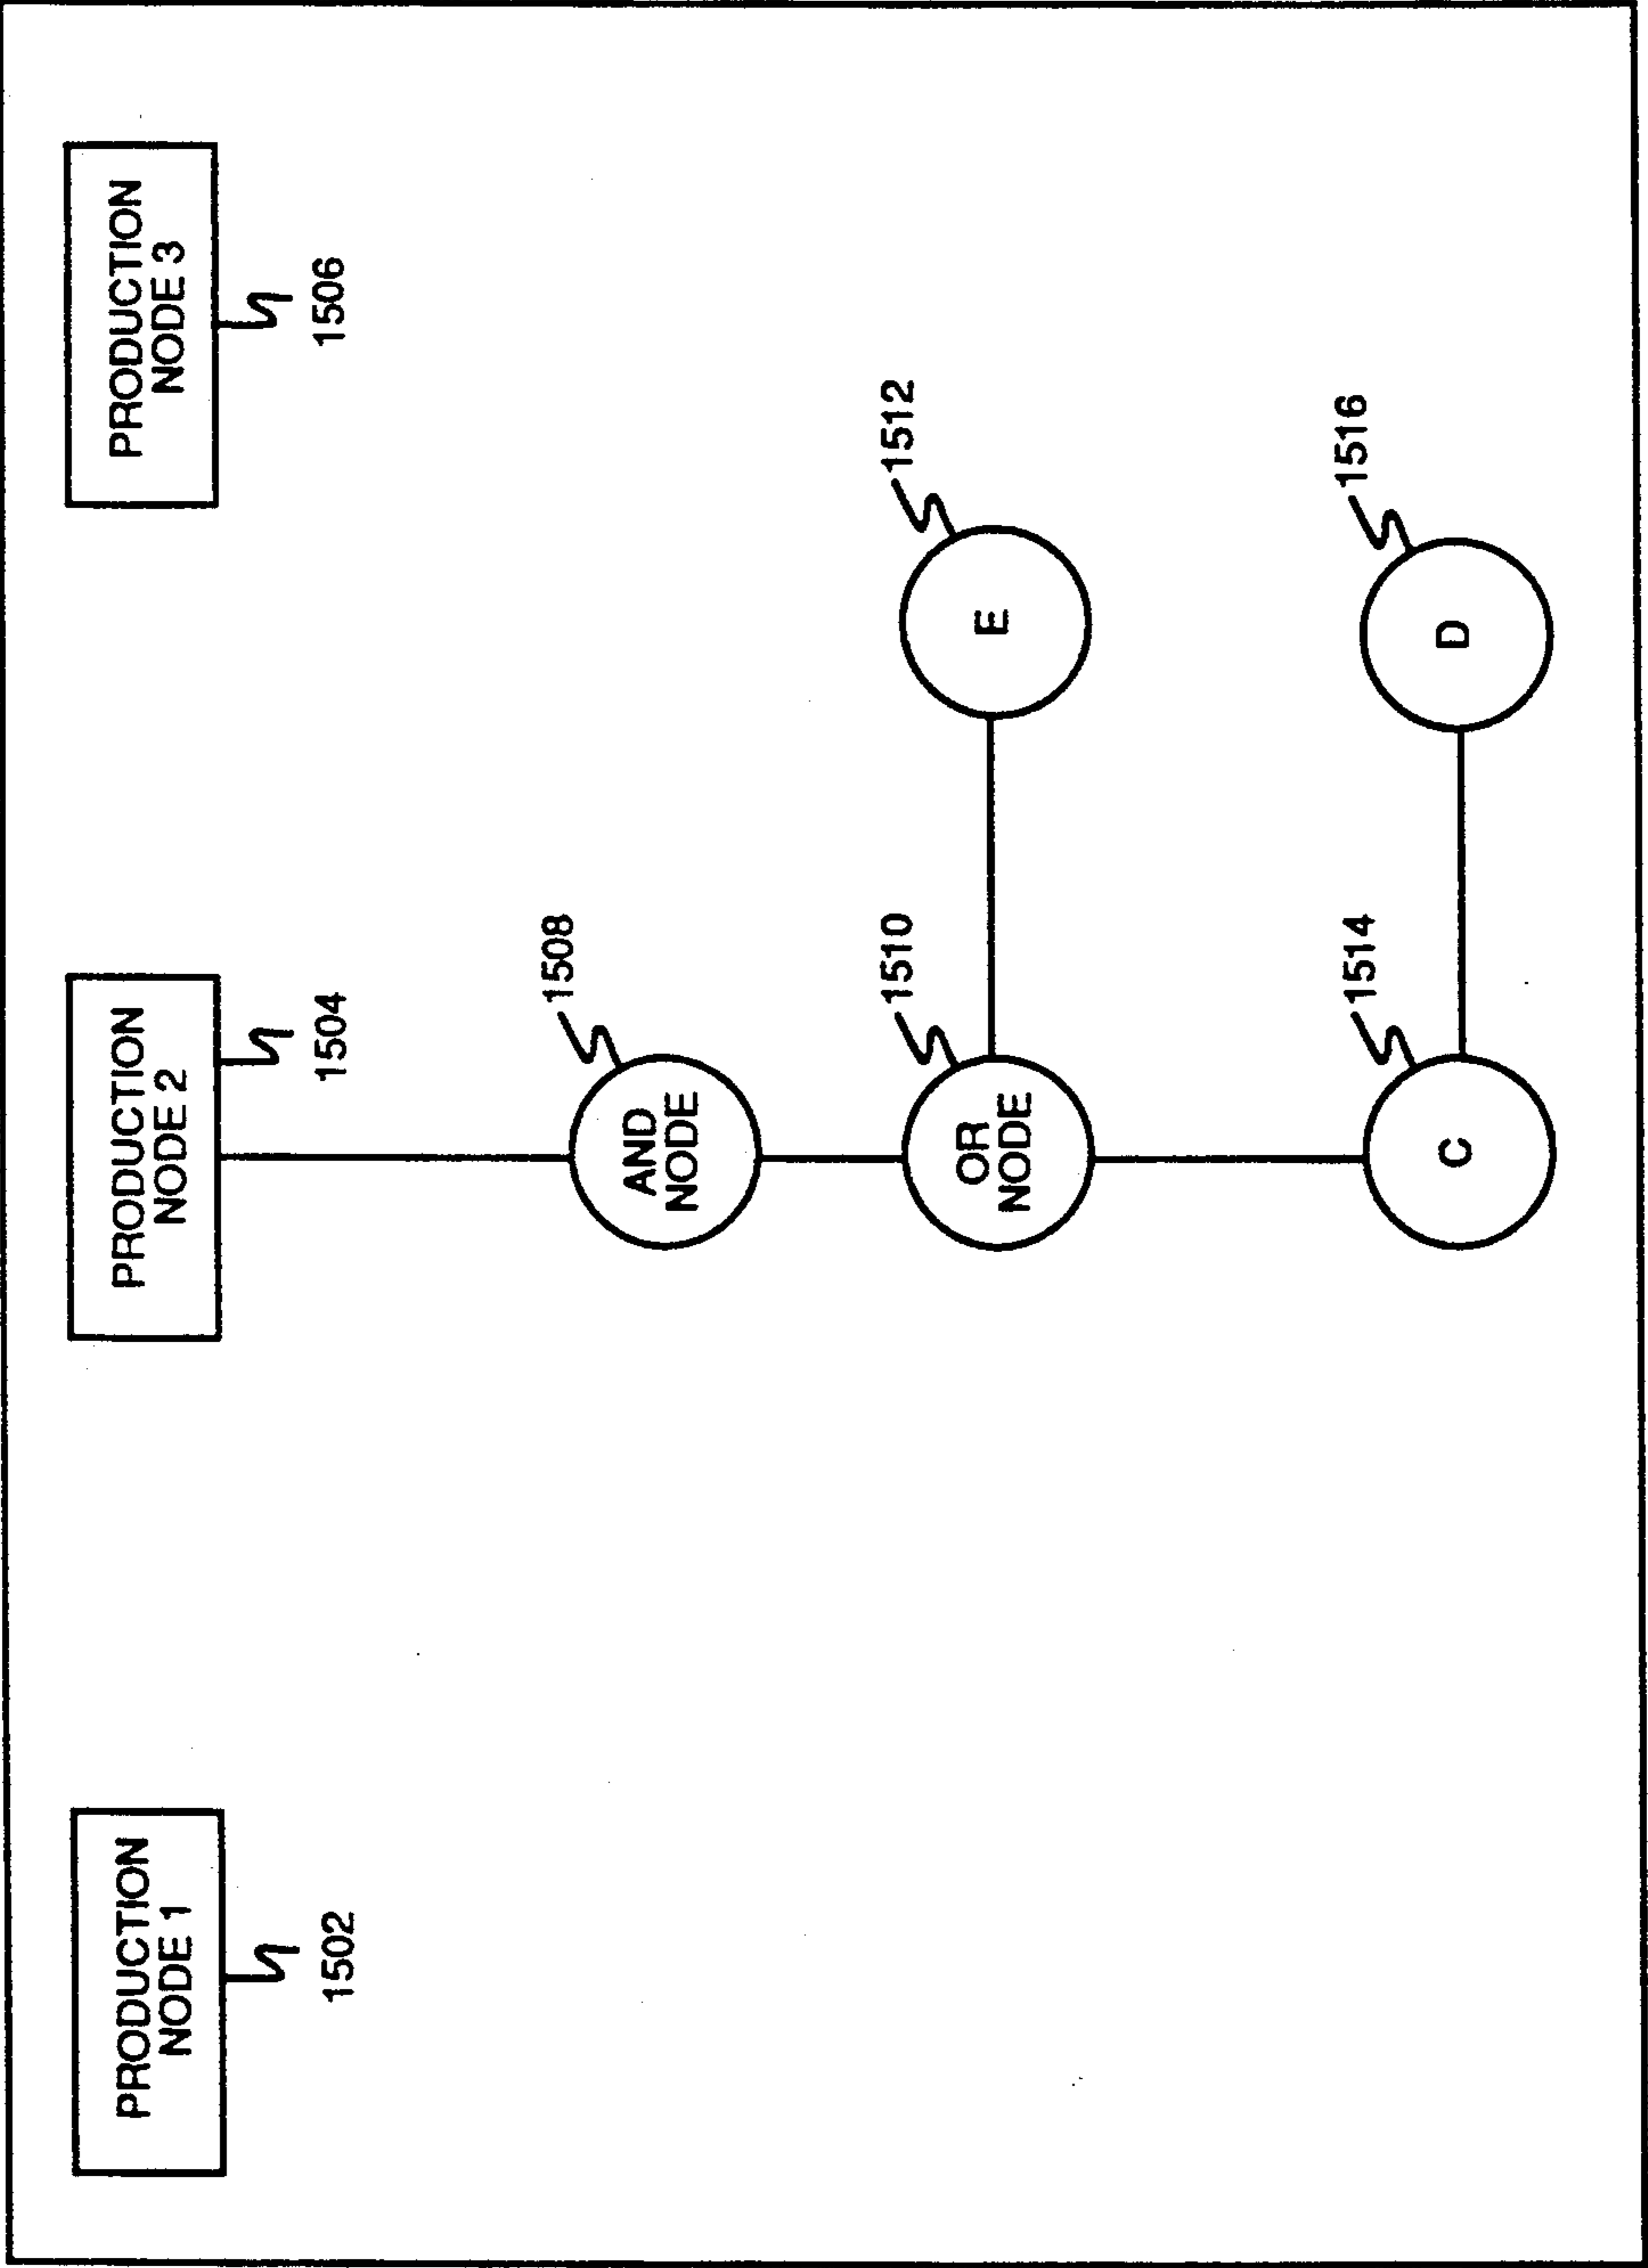 PRODUCTION
NODE 1
1502
PRODUCTION
NODE 2
1504
PRODUCTION
NODE 3
1506
AND
NODE
1508
OR
NODE
1510
E
1512
C
1514
D
1516